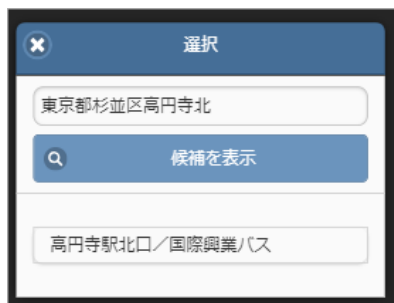 選択
東京都杉並区高円寺北
候補を表示
高円寺駅北口／国際興業バス